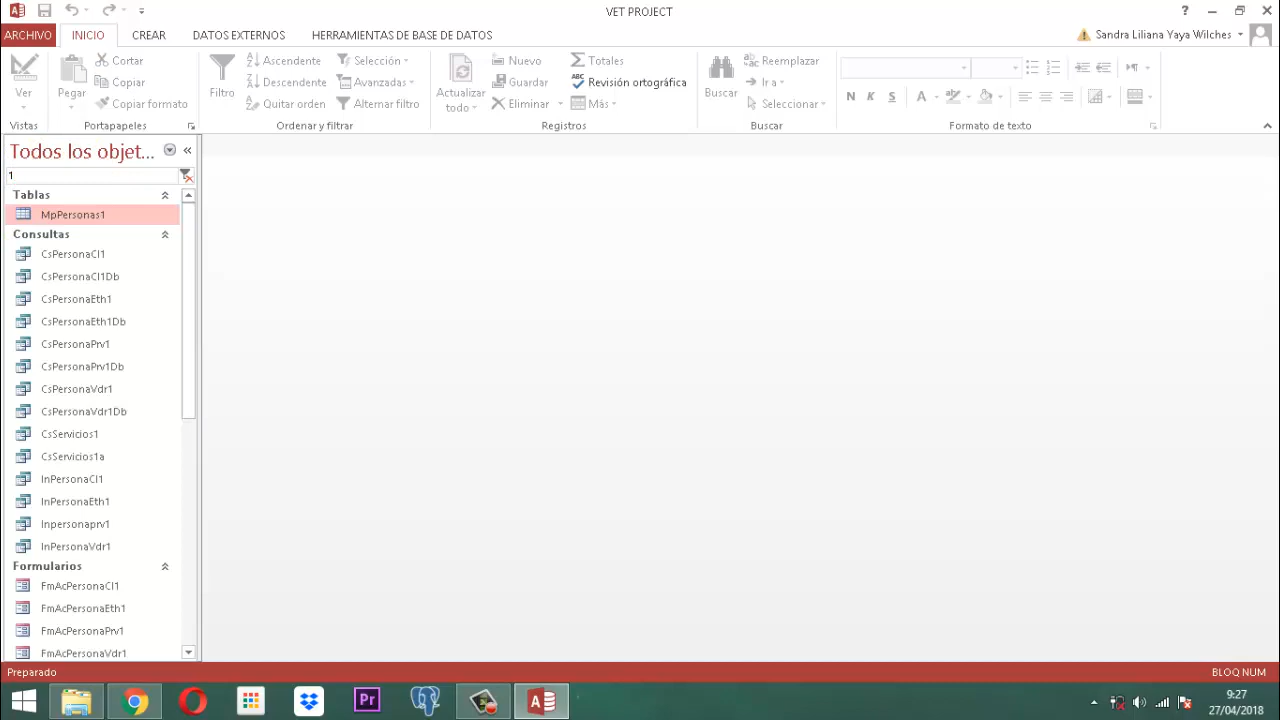 VET PROJECT
ARCHIVO INICIO CREAR DATOS EXTERNOS HERRAMIENTAS DE BASE DE DATOS Sandra Liliana Yaya Wilches
Ver
Vistas
Pegar
Cortar
Copiar
Copiar formato
Portapapeles
Filtro
Ascendente
Descendente
Quitar orden
Selección
Avanzadas
Alternar filtro
Ordenar y filtrar
Actualizar
todo
Nuevo
Guardar
Eliminar
Totales
Revisión ortográfica
Más
Registros
Buscar
Reemplazar
Ira
Seleccionar
Buscar
N K S A
Formato de texto
Todos los objet...
1
Tablas
MpPersonas1
Consultas
CsPersonaCl1
CsPersonaCl1Db
CsPersonaEth1
CsPersonaEth1Db
CsPersonaPrv1
CsPersonaPrv1Db
CsPersonaVdr1
CsPersonaVdr1Db
CsServicios1
CsServicios1a
InPersonaCl1
InPersonaEth1
Inpersonaprv1
InPersonaVdr1
Formularios
FmAcPersonaCl1
FmAcPersonaEth1
FmAcPersonaPrv1
FmAcPersonaVdr1
Preparado BLOQ NUM
Pr
9:27
27/04/2018